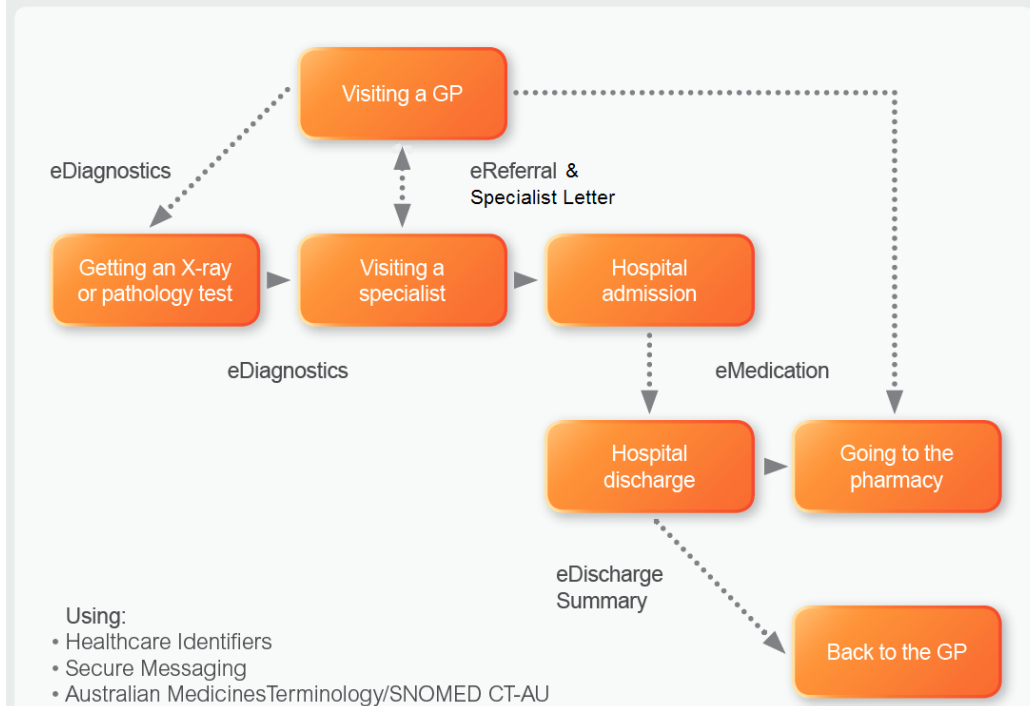 Visiting a GP
eDiagnostics
eReferral &
Specialist Letter
Getting an X-ray
or pathology test
Visiting a
specialist
Hospital
admission
eDiagnostics
eMedication
Hospital
discharge
Going to the
pharmacy
eDischarge
Summary
Back to the GP
Using:
• Healthcare Identifiers
• Secure Messaging
• Australian MedicinesTerminology/SNOMED CT-AU